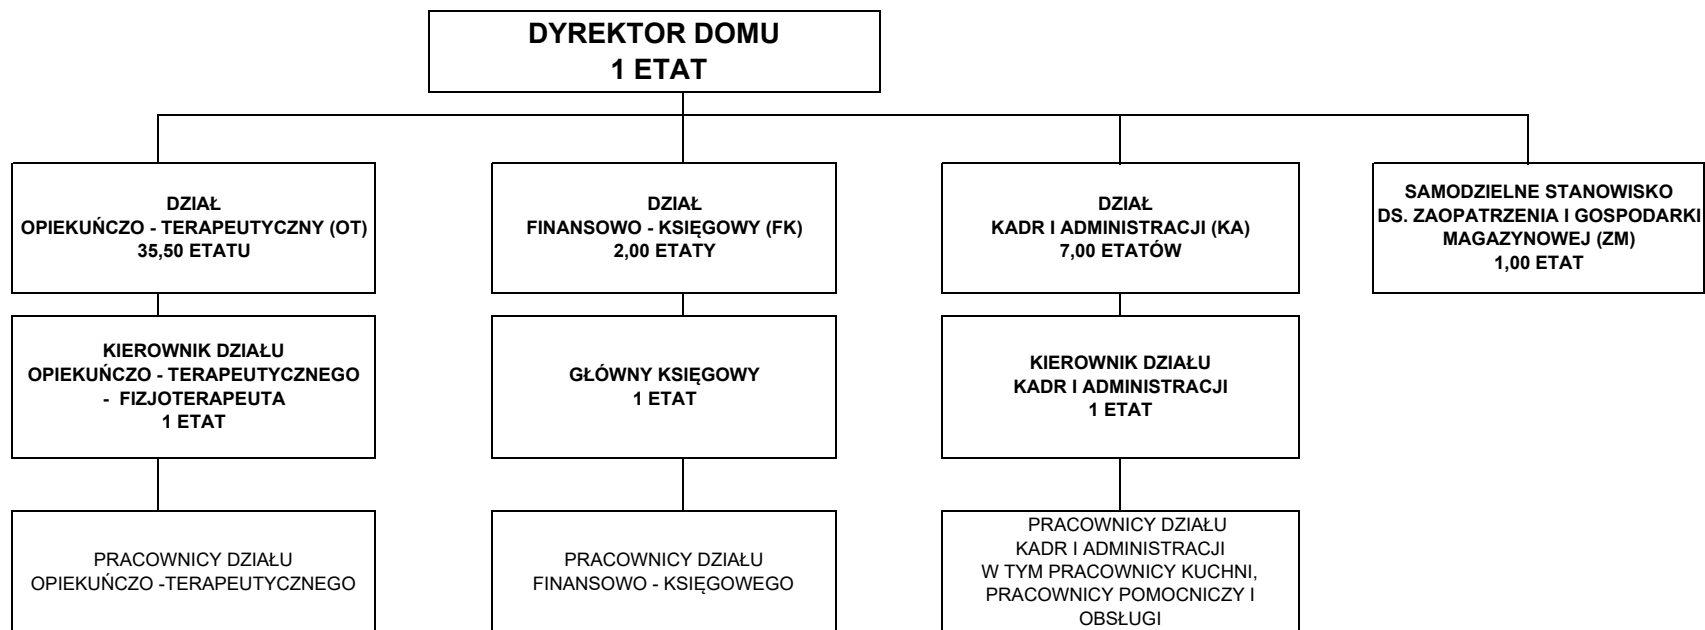 DYREKTOR DOMU
1 ETAT
DZIAŁ
OPIEKUŃCZO - TERAPEUTYCZNY (OT)
35,50 ETATU
DZIAŁ
FINANSOWO - KSIĘGOWY (FK)
2,00 ETATY
DZIAŁ
KADR I ADMINISTRACJI (KA)
7,00 ETATÓW
SAMODZIELNE STANOWISKO
DS. ZAOPATRZENIA I GOSPODARKI
MAGAZYNOWEJ (ZM)
1,00 ETAT
KIEROWNIK DZIAŁU
OPIEKUŃCZO - TERAPEUTYCZNEGO
- FIZJOTERAPEUTA
1 ETAT
GŁÓWNY KSIĘGOWY
1 ETAT
KIEROWNIK DZIAŁU
KADR I ADMINISTRACJI
1 ETAT
PRACOWNICY DZIAŁU
OPIEKUŃCZO -TERAPEUTYCZNEGO
PRACOWNICY DZIAŁU
FINANSOWO - KSIĘGOWEGO
PRACOWNICY DZIAŁU
KADR I ADMINISTRACJI
W TYM PRACOWNICY KUCHNI,
PRACOWNICY POMOCNICZY I
OBSŁUGI